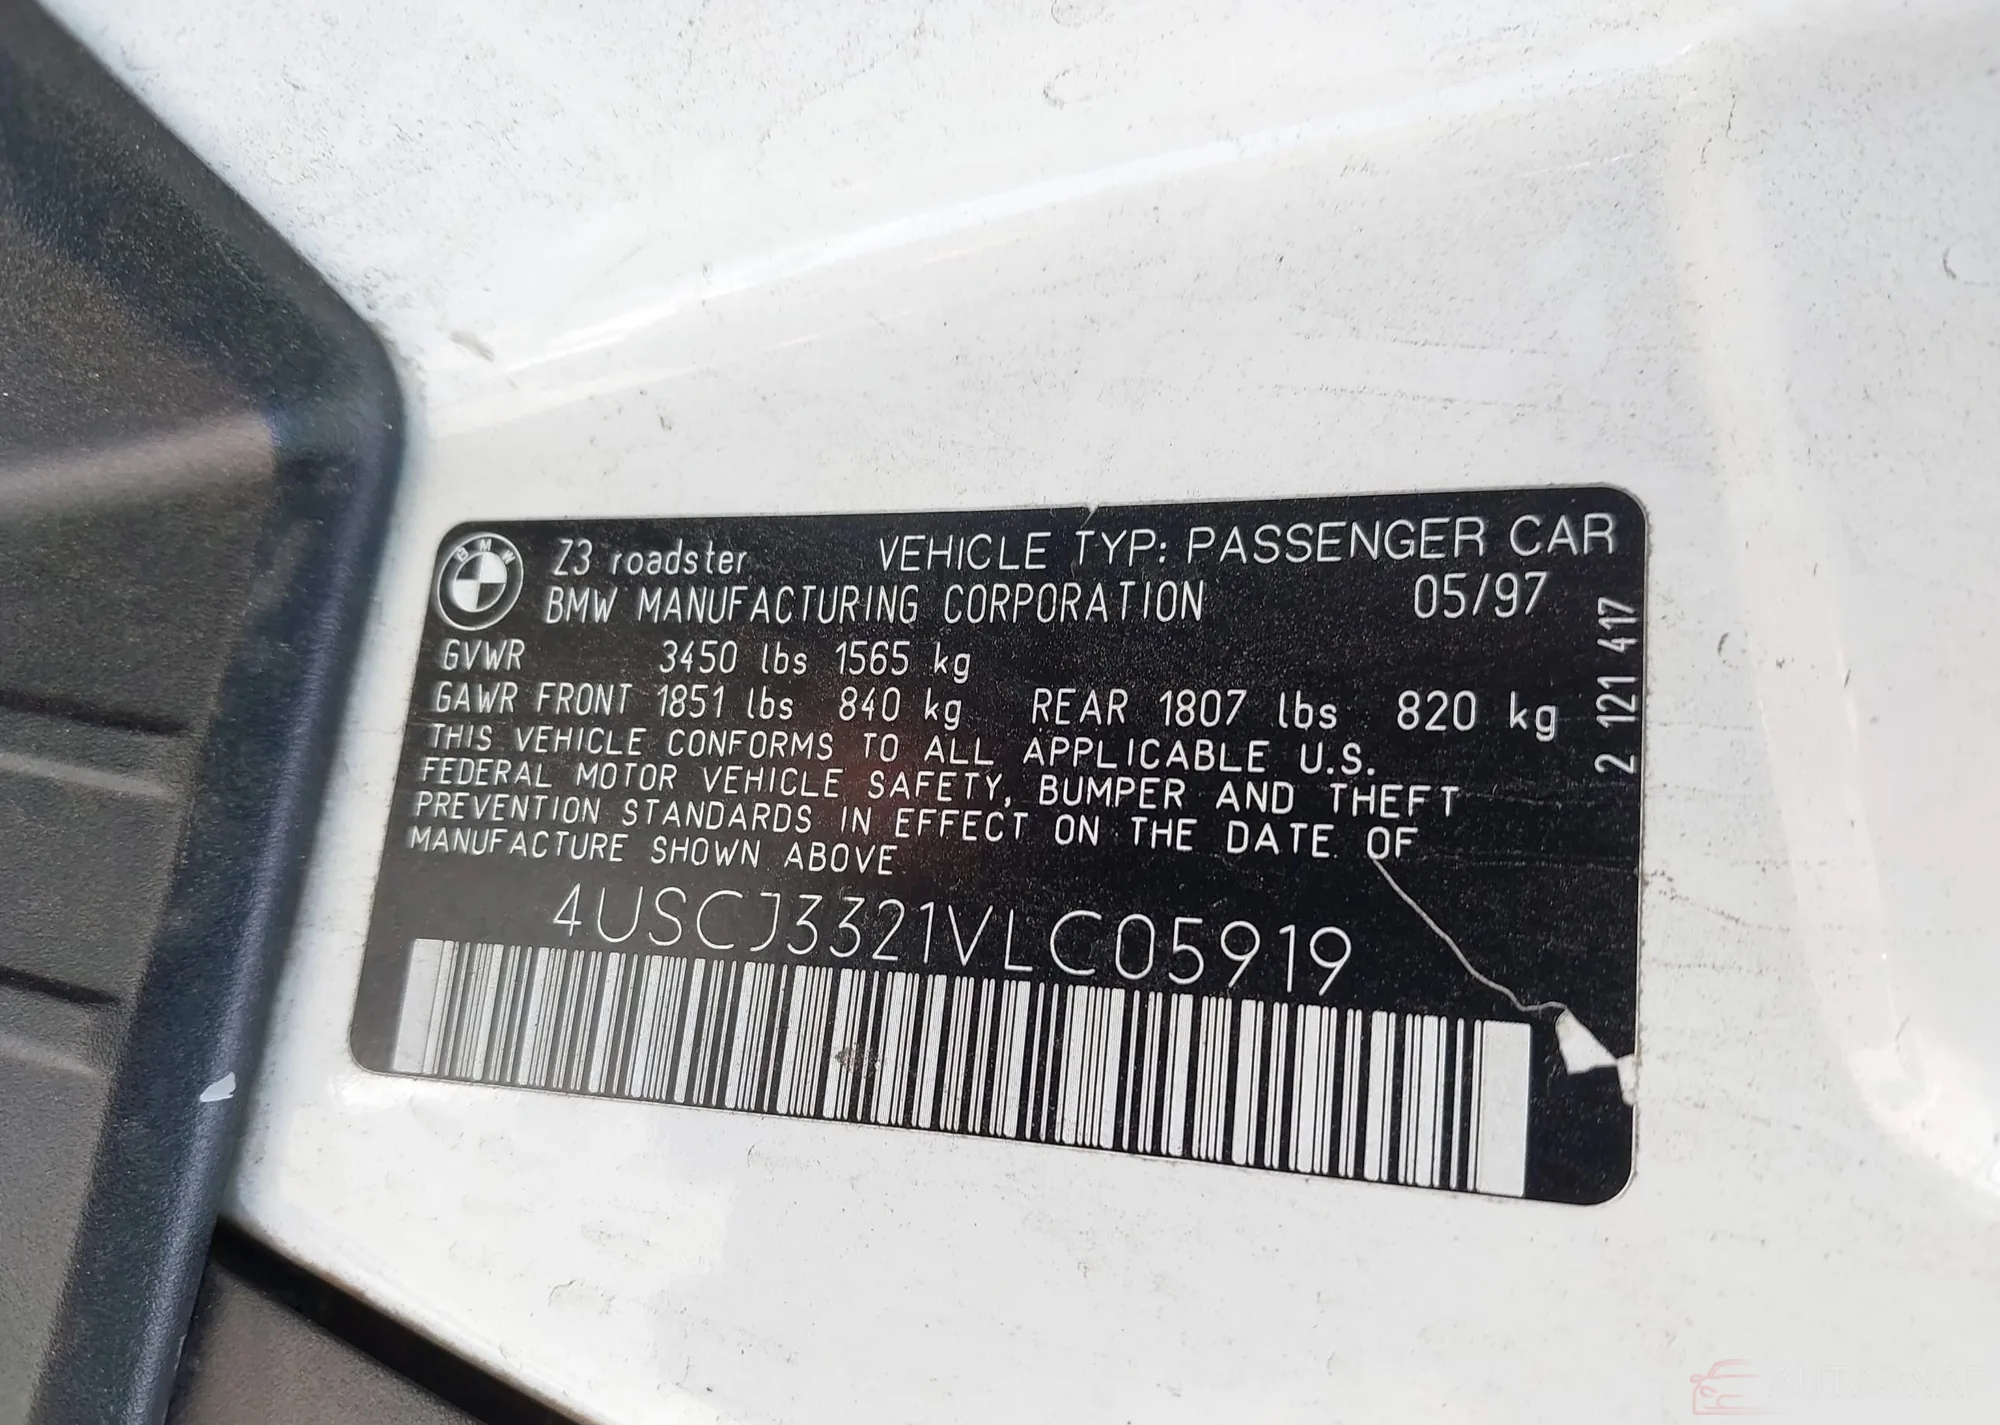 BMW
Z3 roadster VEHICLE TYP: PASSENGER CAR
BMW MANUFACTURING CORPORATION 05/97
GVWR 3450 lbs 1565 kg
GAWR FRONT 1851 lbs 840 kg REAR 1807 lbs 820 kg
THIS VEHICLE CONFORMS TO ALL APPLICABLE U.S.
FEDERAL MOTOR VEHICLE SAFETY, BUMPER AND THEFT
PREVENTION STANDARDS IN EFFECT ON THE DATE OF
MANUFACTURE SHOWN ABOVE
4USCJ3321VLC05919
2 121 417